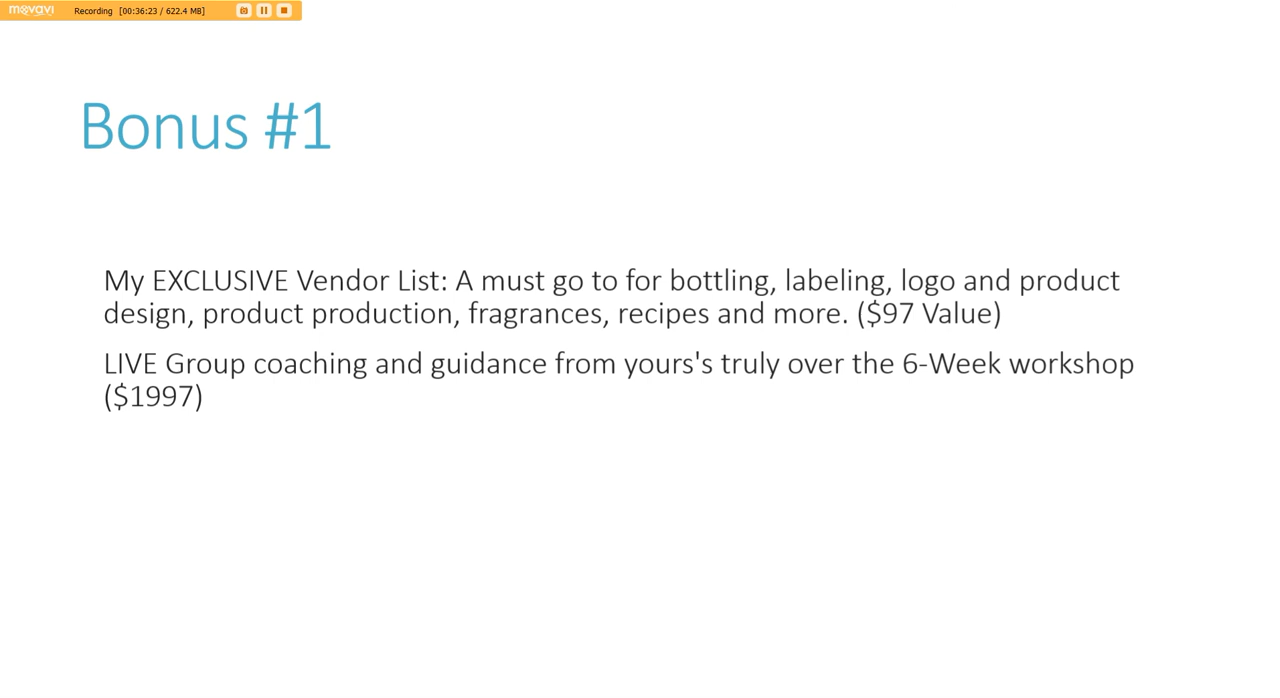 movavi Recording [00:36:23 / 622.4 MB]
Bonus #1
My EXCLUSIVE Vendor List: A must go to for bottling, labeling, logo and product
design, product production, fragrances, recipes and more. ($97 Value)
LIVE Group coaching and guidance from yours's truly over the 6-Week workshop
($1997)